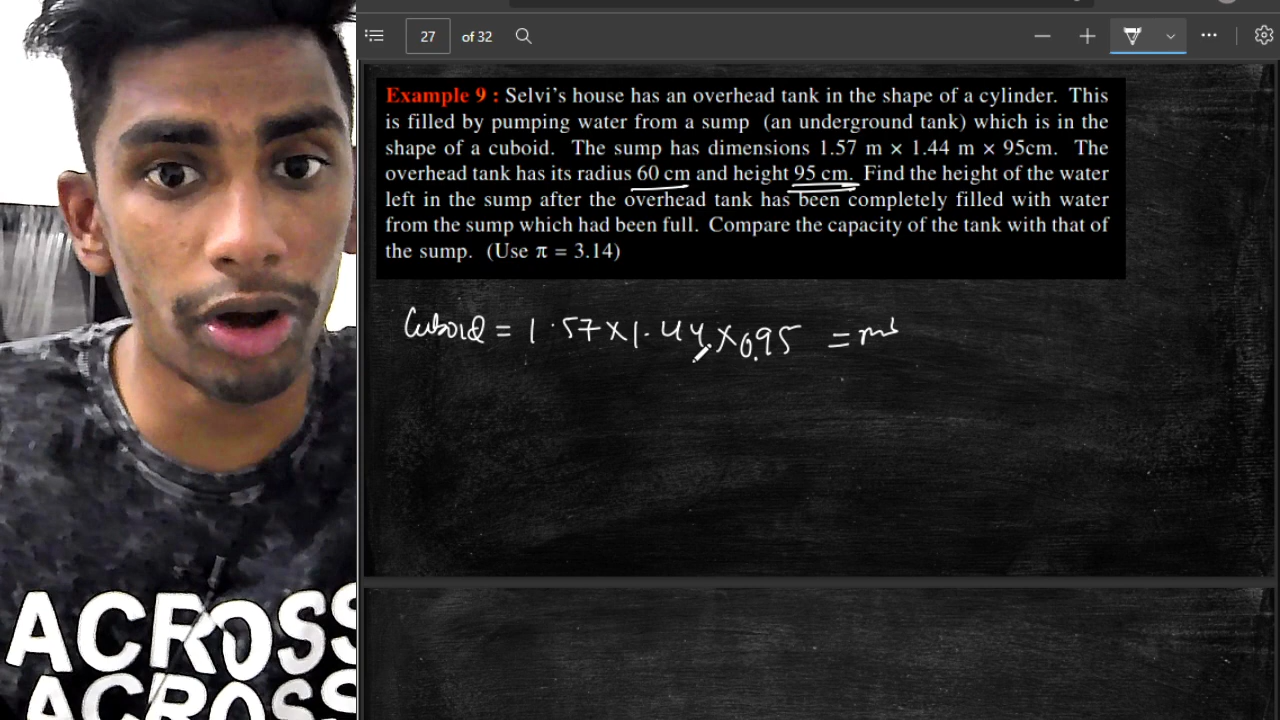 27 of 32
Example 9 : Selvi's house has an overhead tank in the shape of a cylinder. This
is filled by pumping water from a sump (an underground tank) which is in the
shape of a cuboid. The sump has dimensions 1.57 m × 1.44 m × 95cm. The
overhead tank has its radius 60 cm and height 95 cm. Find the height of the water
left in the sump after the overhead tank has been completely filled with water
from the sump which had been full. Compare the capacity of the tank with that of
the sump. (Use π = 3.14)
Cuboid = 1.57 × 1.44 × 0.95 = m³
ACROSS
ACROSS